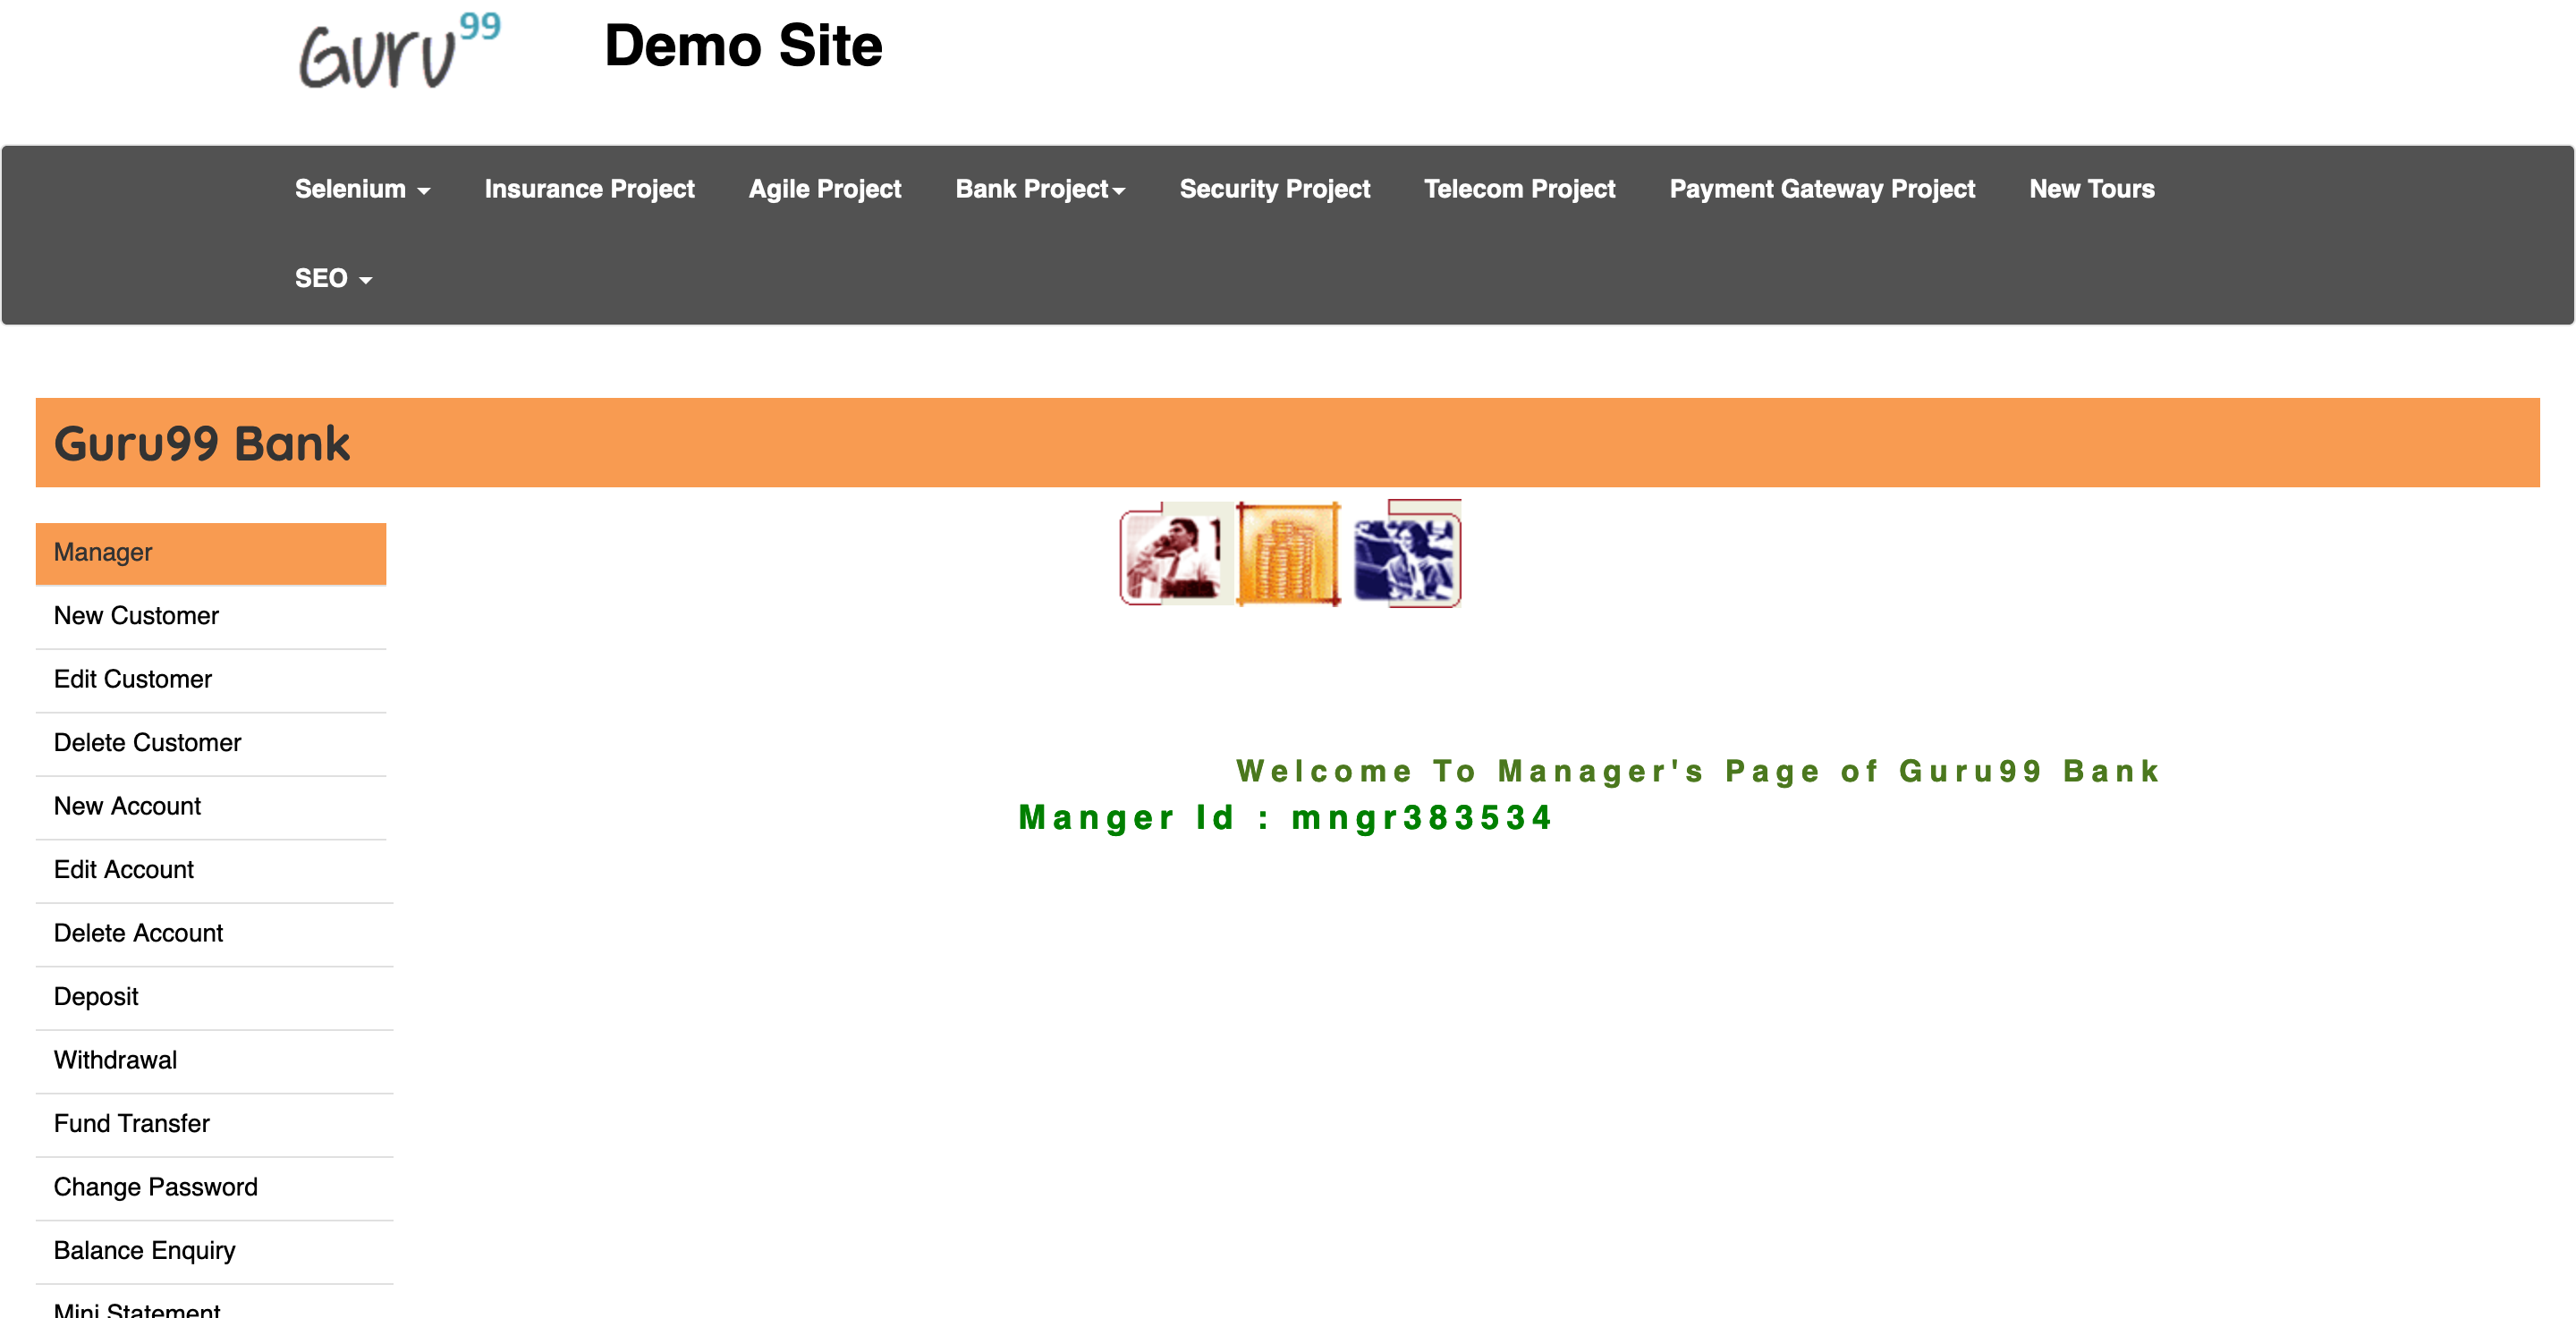 Guru99 Demo Site
Selenium Insurance Project Agile Project Bank Project Security Project Telecom Project Payment Gateway Project New Tours
SEO
Guru99 Bank
Manager
New Customer
Edit Customer
Delete Customer
New Account
Edit Account
Delete Account
Deposit
Withdrawal
Fund Transfer
Change Password
Balance Enquiry
Mini Statement
Welcome To Manager's Page of Guru99 Bank
Manger Id : mngr383534